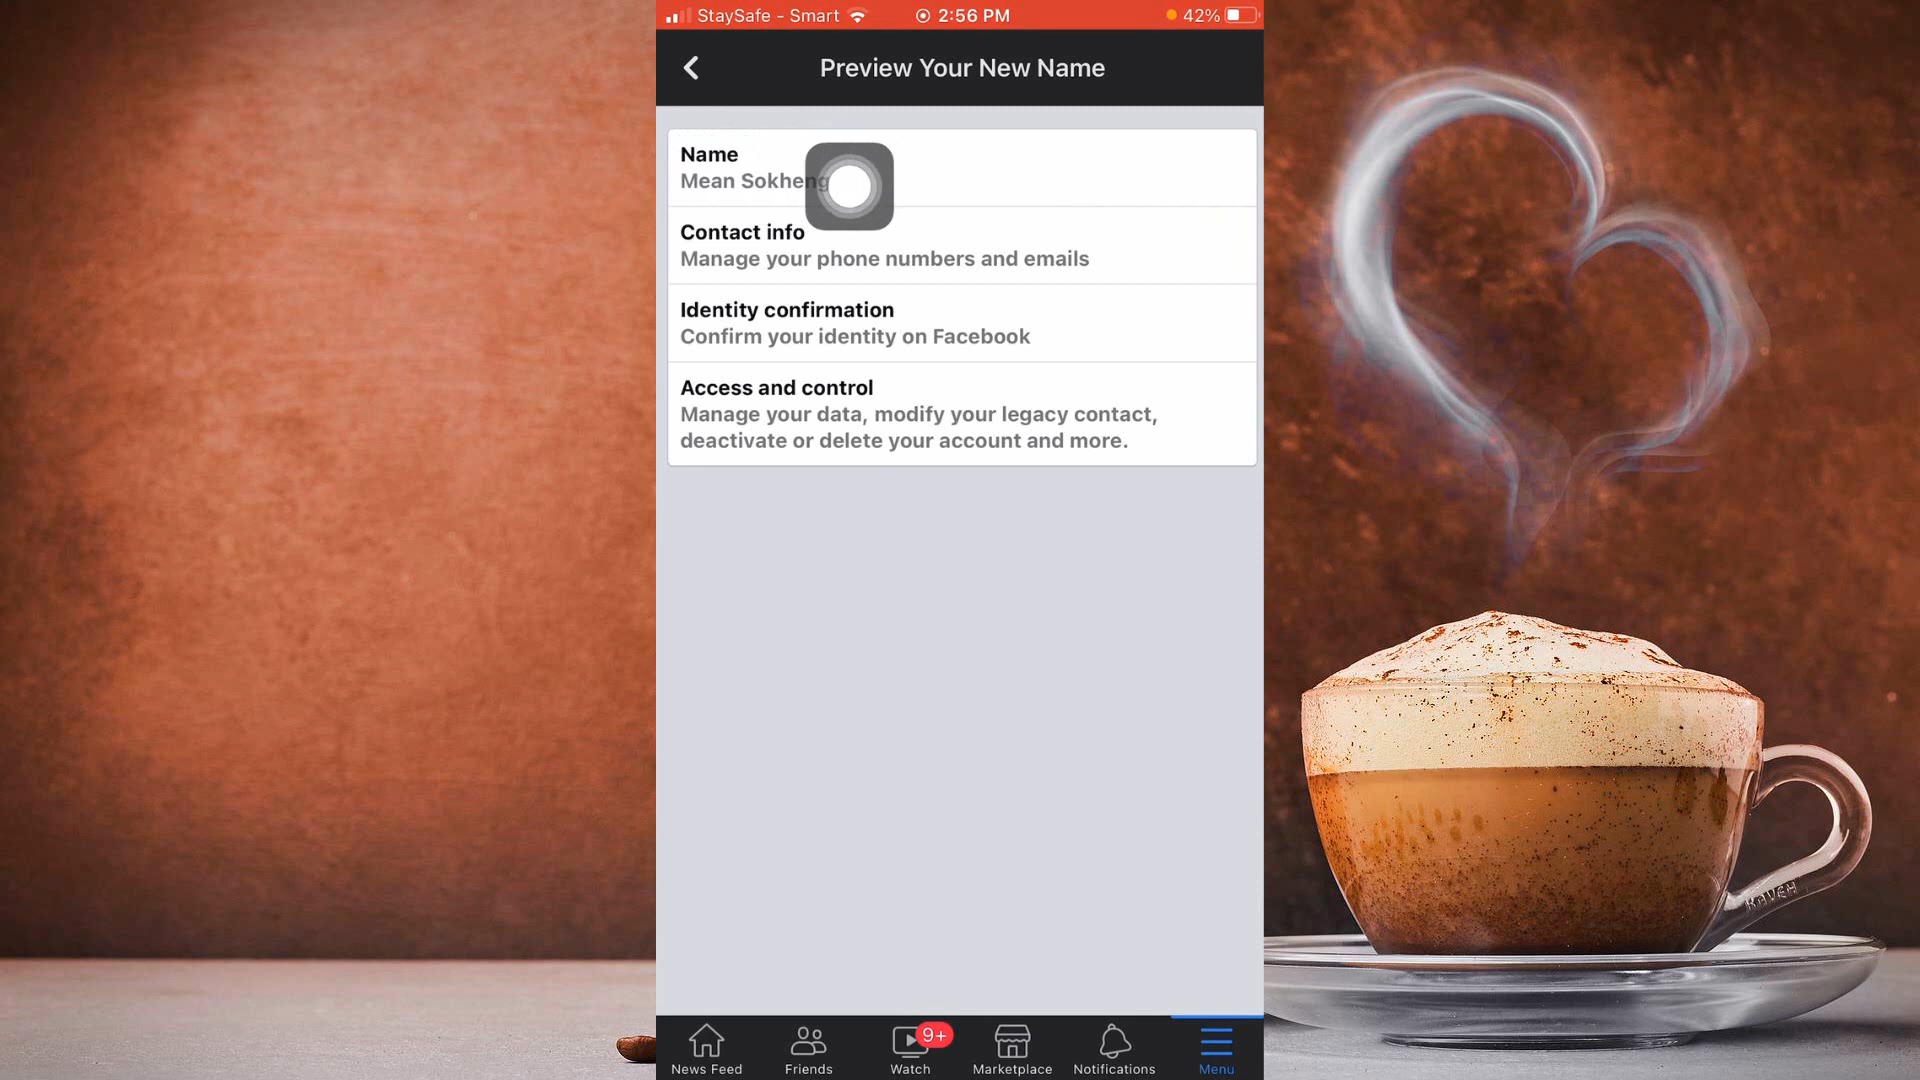 StaySafe - Smart 2:56 PM 42%
Preview Your New Name
Name
Mean Sokheng
Contact info
Manage your phone numbers and emails
Identity confirmation
Confirm your identity on Facebook
Access and control
Manage your data, modify your legacy contact,
deactivate or delete your account and more.
KAVEH
9+
News Feed Friends Watch Marketplace Notifications Menu